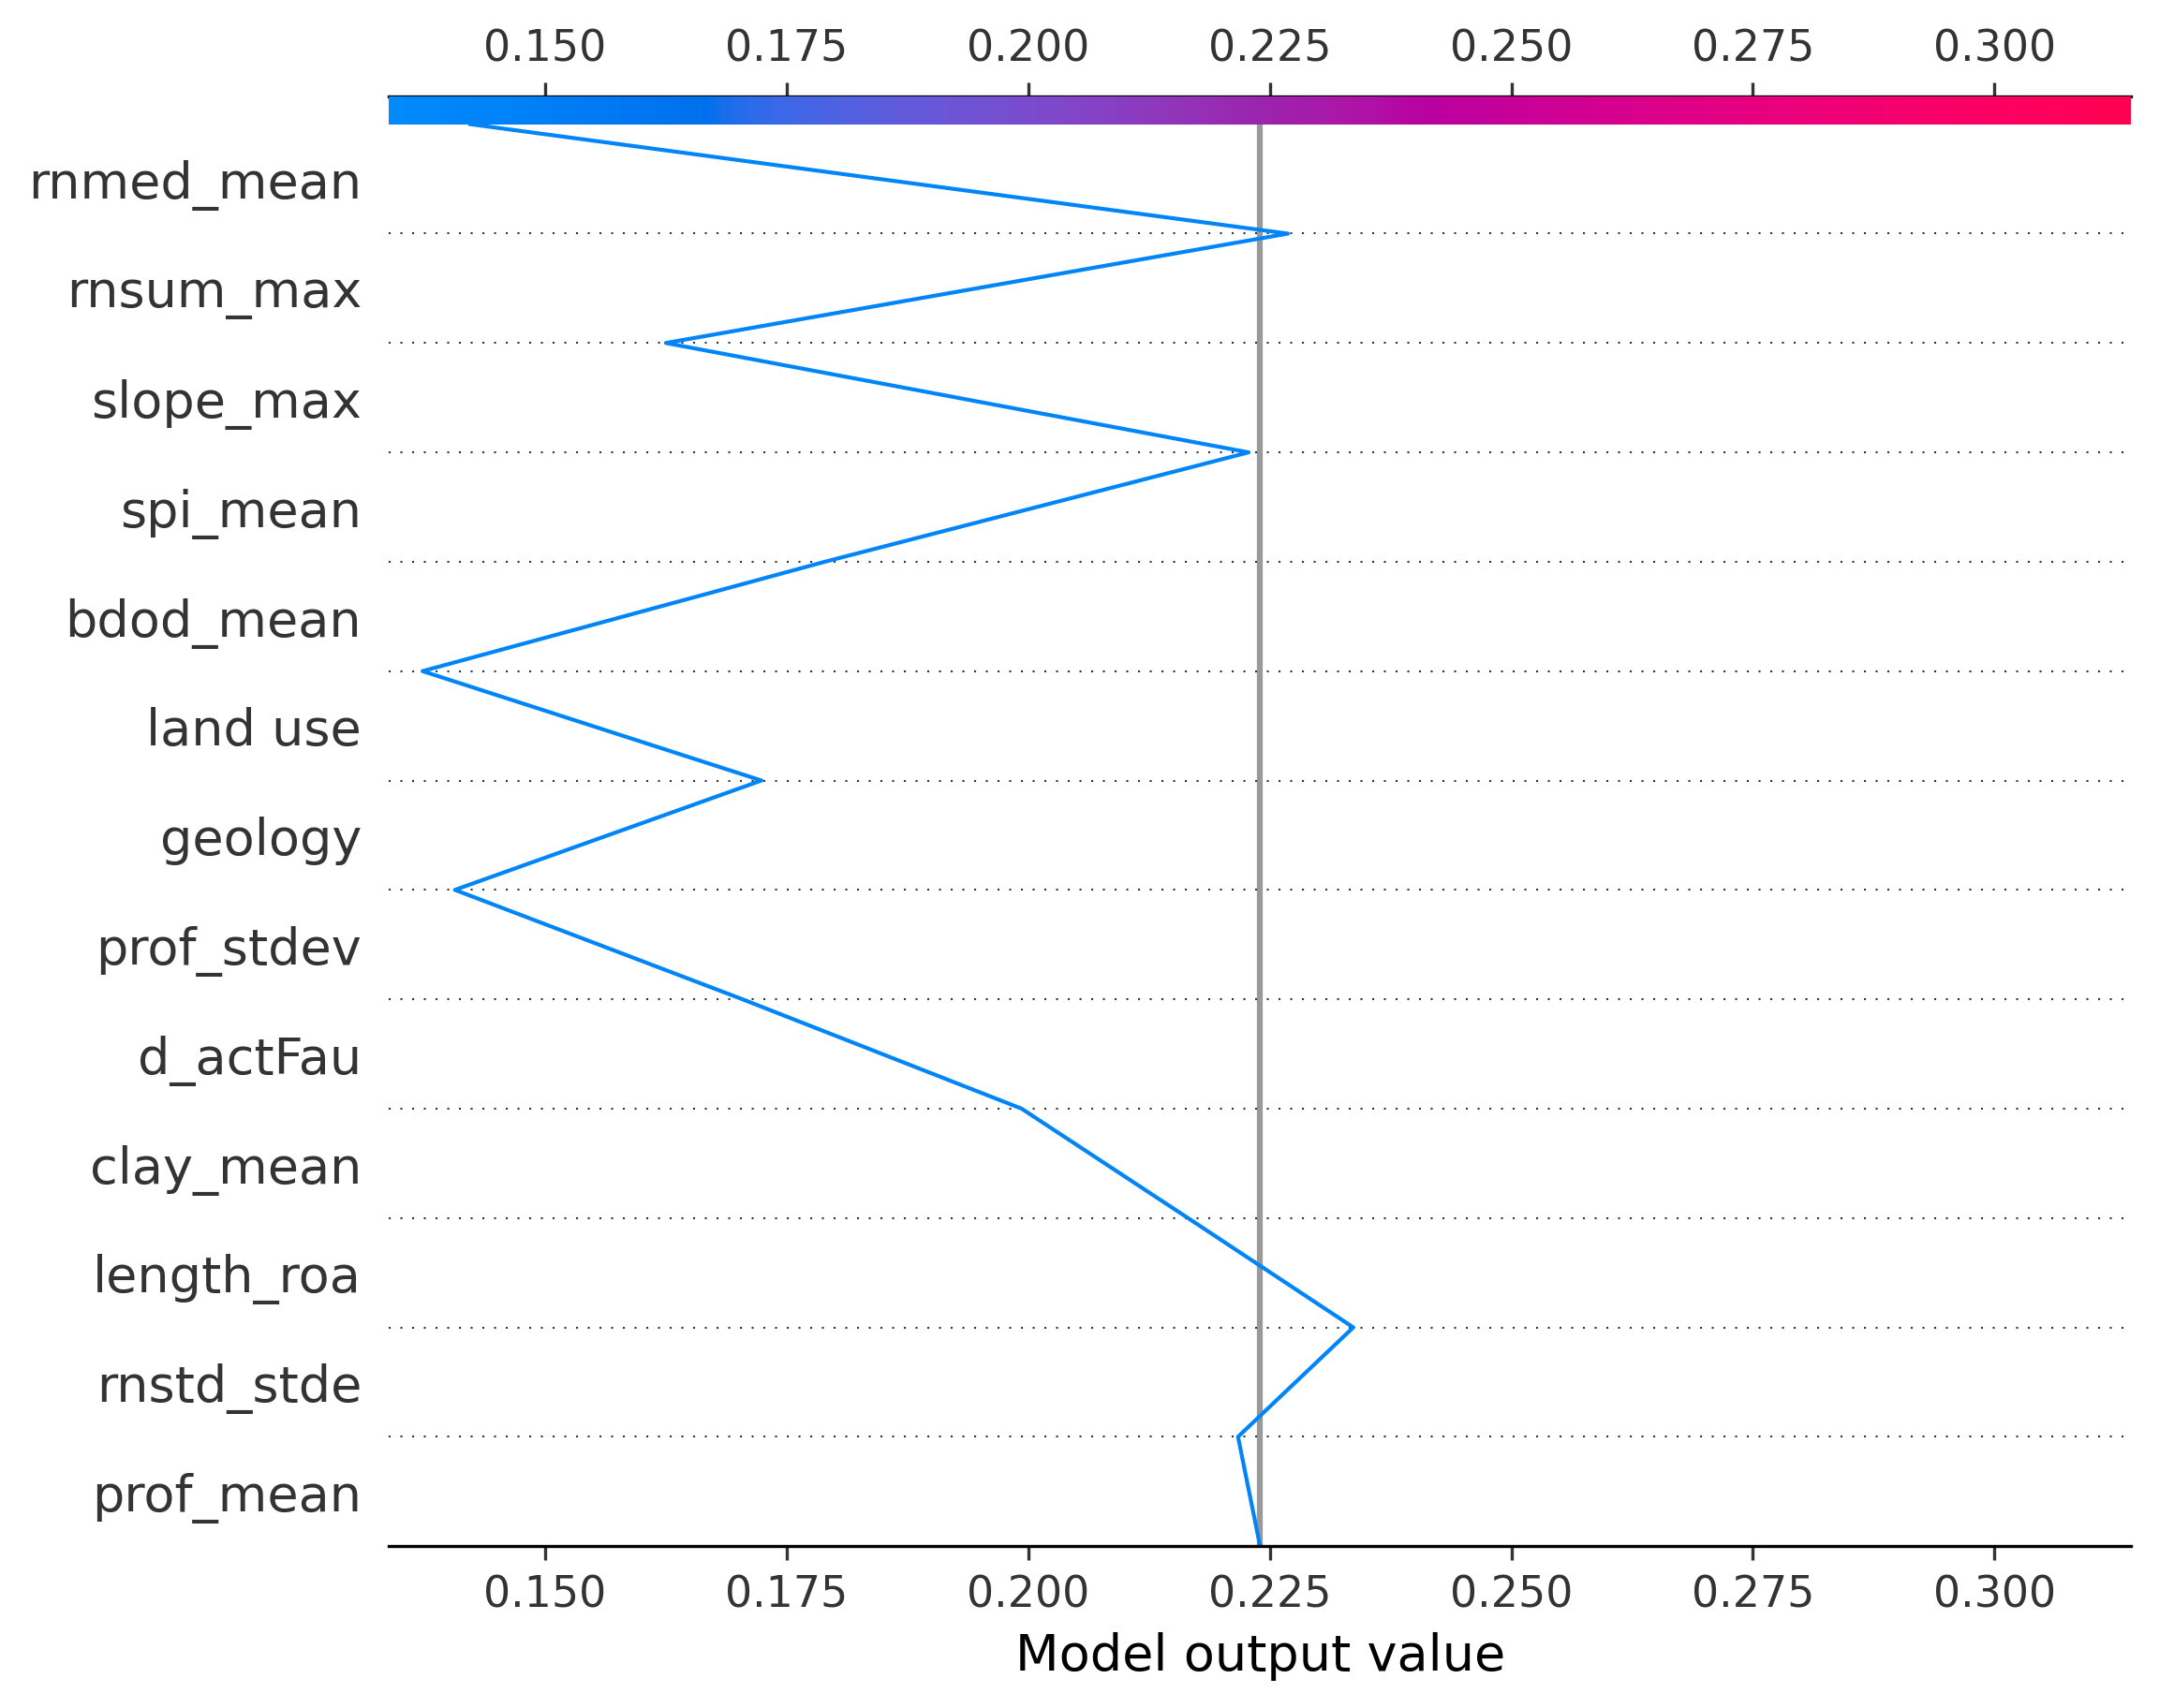 0.150 0.175 0.200 0.225 0.250 0.275 0.300
rnmed_mean
rnsum_max
slope_max
spi_mean
bdod_mean
land use
geology
prof_stdev
d_actFau
clay_mean
length_roa
rnstd_stde
prof_mean
0.150 0.175 0.200 0.225 0.250 0.275 0.300
Model output value